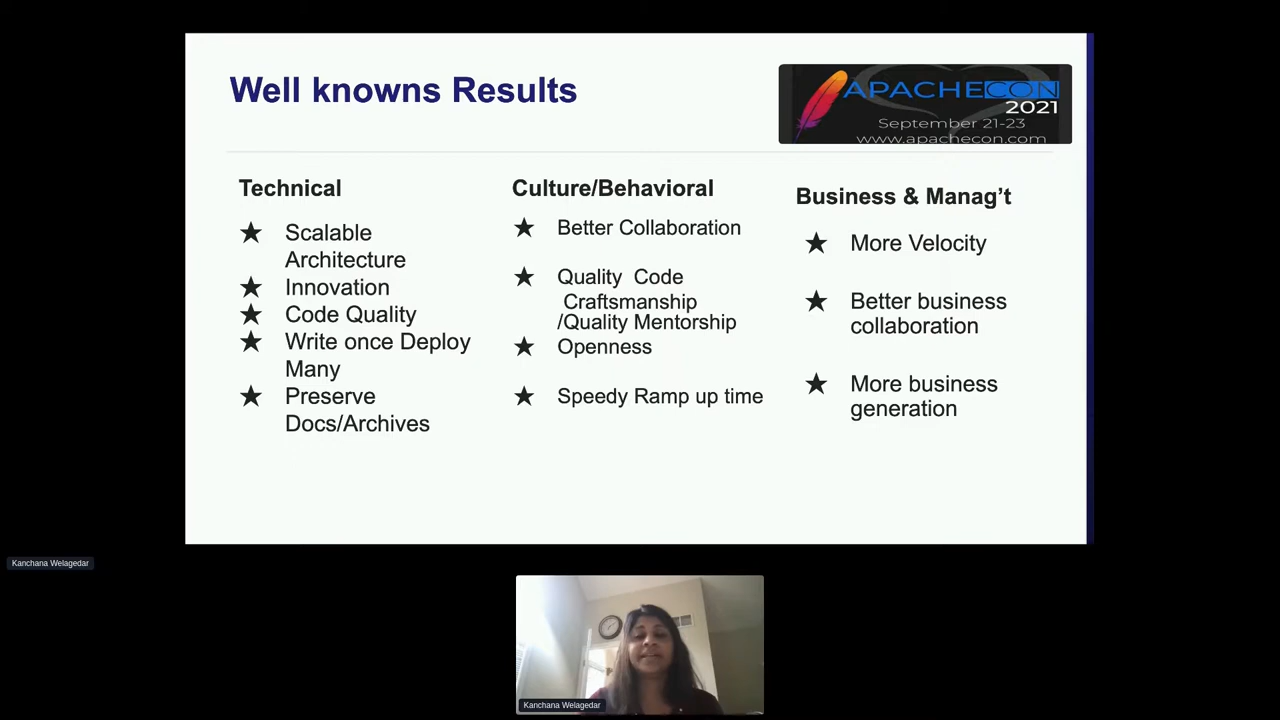 Well knowns Results
APACHECON
2021
September 21-23
www.apachecon.com
Technical
★ Scalable
Architecture
★ Innovation
★ Code Quality
★ Write once Deploy
Many
★ Preserve
Docs/Archives
Culture/Behavioral
★ Better Collaboration
★ Quality Code
Craftsmanship
/Quality Mentorship
★ Openness
★ Speedy Ramp up time
Business & Manag’t
★ More Velocity
★ Better business
collaboration
★ More business
generation
Kanchana Welagedar
Kanchana Welagedar